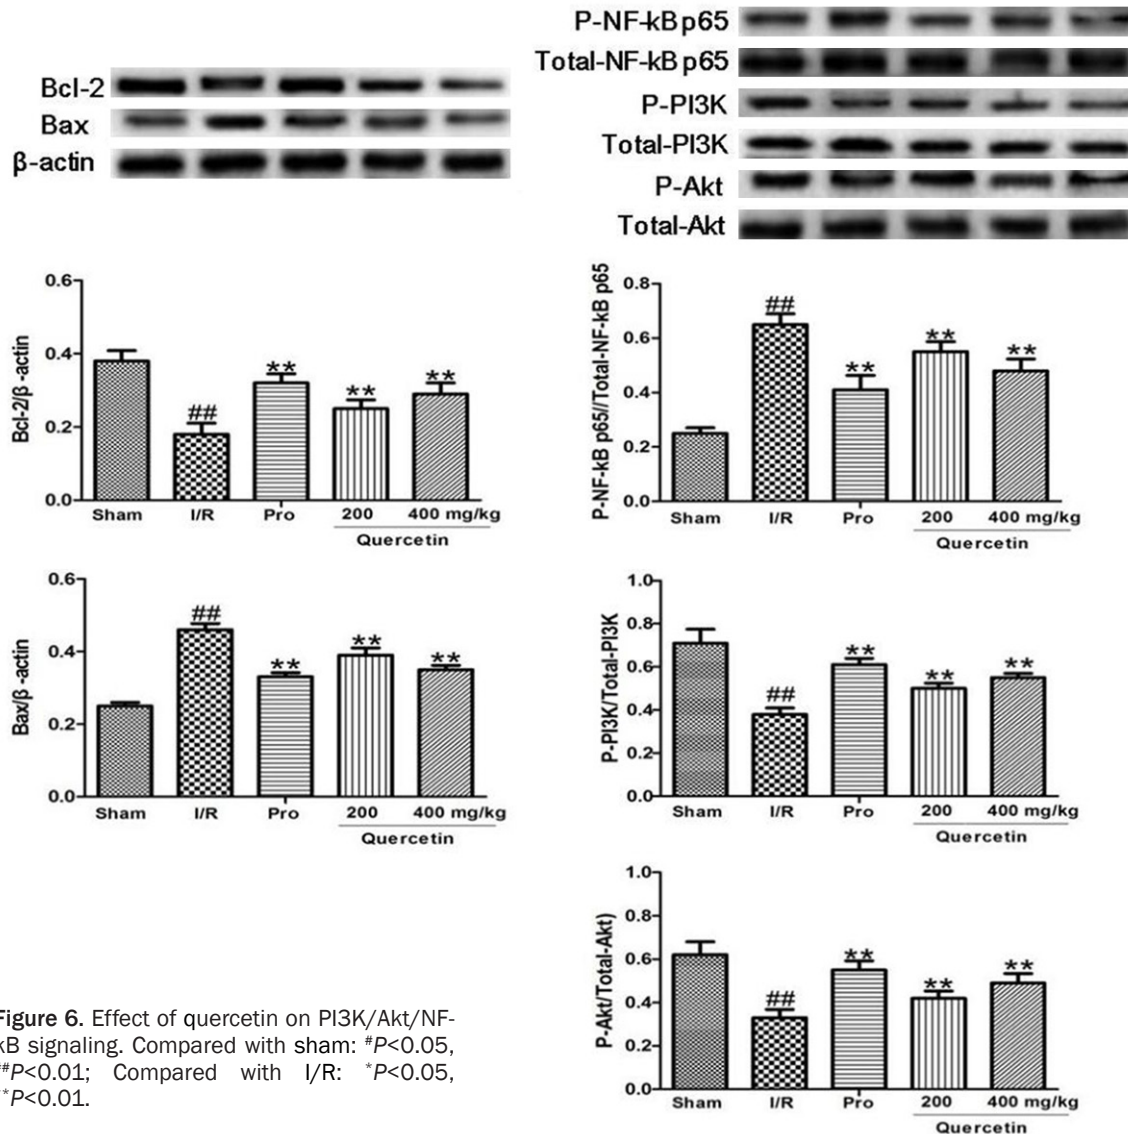 Bcl-2
Bax
β-actin
P-NF-kB p65
Total-NF-kB p65
P-PI3K
Total-PI3K
P-Akt
Total-Akt
Bcl-2/β -actin
0.6
0.4
0.2
0.0
##
**
**
**
Sham I/R Pro 200 400 mg/kg
Quercetin
P-NF-kB p65//Total-NF-kB p65
0.8
0.6
0.4
0.2
0.0
##
**
**
**
Sham I/R Pro 200 400 mg/kg
Quercetin
Bax/β -actin
0.6
0.4
0.2
0.0
##
**
**
**
Sham I/R Pro 200 400 mg/kg
Quercetin
P-PI3K/Total-PI3K
1.0
0.8
0.6
0.4
0.2
0.0
##
**
**
**
Sham I/R Pro 200 400 mg/kg
Quercetin
P-Akt/Total-Akt)
1.0
0.8
0.6
0.4
0.2
0.0
##
**
**
**
Sham I/R Pro 200 400 mg/kg
Quercetin
Figure 6. Effect of quercetin on PI3K/Akt/NF-
kB signaling. Compared with sham: #P<0.05,
##P<0.01; Compared with I/R: *P<0.05,
**P<0.01.